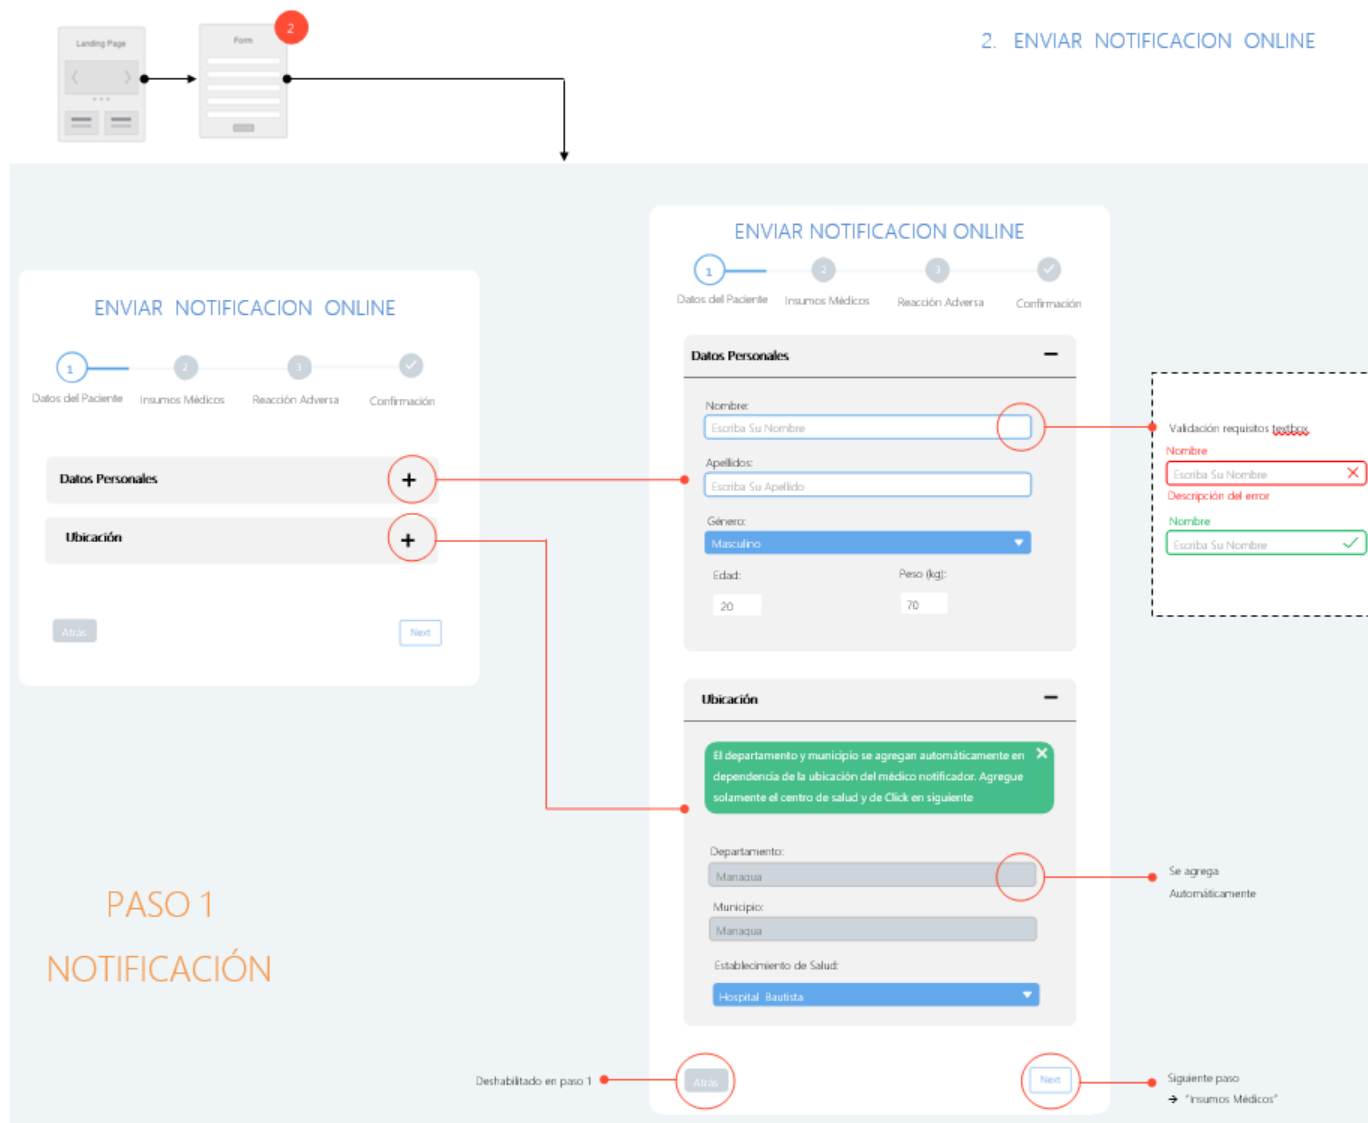 Landing Page
Form
2
2. ENVIAR NOTIFICACION ONLINE
ENVIAR NOTIFICACION ONLINE
1
2
3
Datos del Paciente
Insumos Médicos
Reacción Adversa
Confirmación
Datos Personales
Ubicación
Atrás
Next
PASO 1
NOTIFICACIÓN
ENVIAR NOTIFICACION ONLINE
1
2
3
Datos del Paciente
Insumos Médicos
Reacción Adversa
Confirmación
Datos Personales
Nombre:
Escriba Su Nombre
Apellidos:
Escriba Su Apellido
Género:
Masculino
Edad:
Peso (kg):
20
70
Validación requisitos textbox
Nombre
Escriba Su Nombre
Descripción del error
Nombre
Escriba Su Nombre
Ubicación
El departamento y municipio se agregan automáticamente en
dependencia de la ubicación del médico notificador. Agregue
solamente el centro de salud y de Click en siguiente
Departamento:
Managua
Se agrega
Automáticamente
Municipio:
Managua
Establecimiento de Salud:
Hospital Bautista
Deshabilitado en paso 1
Atrás
Next
Siguiente paso
→ "Insumos Médicos"